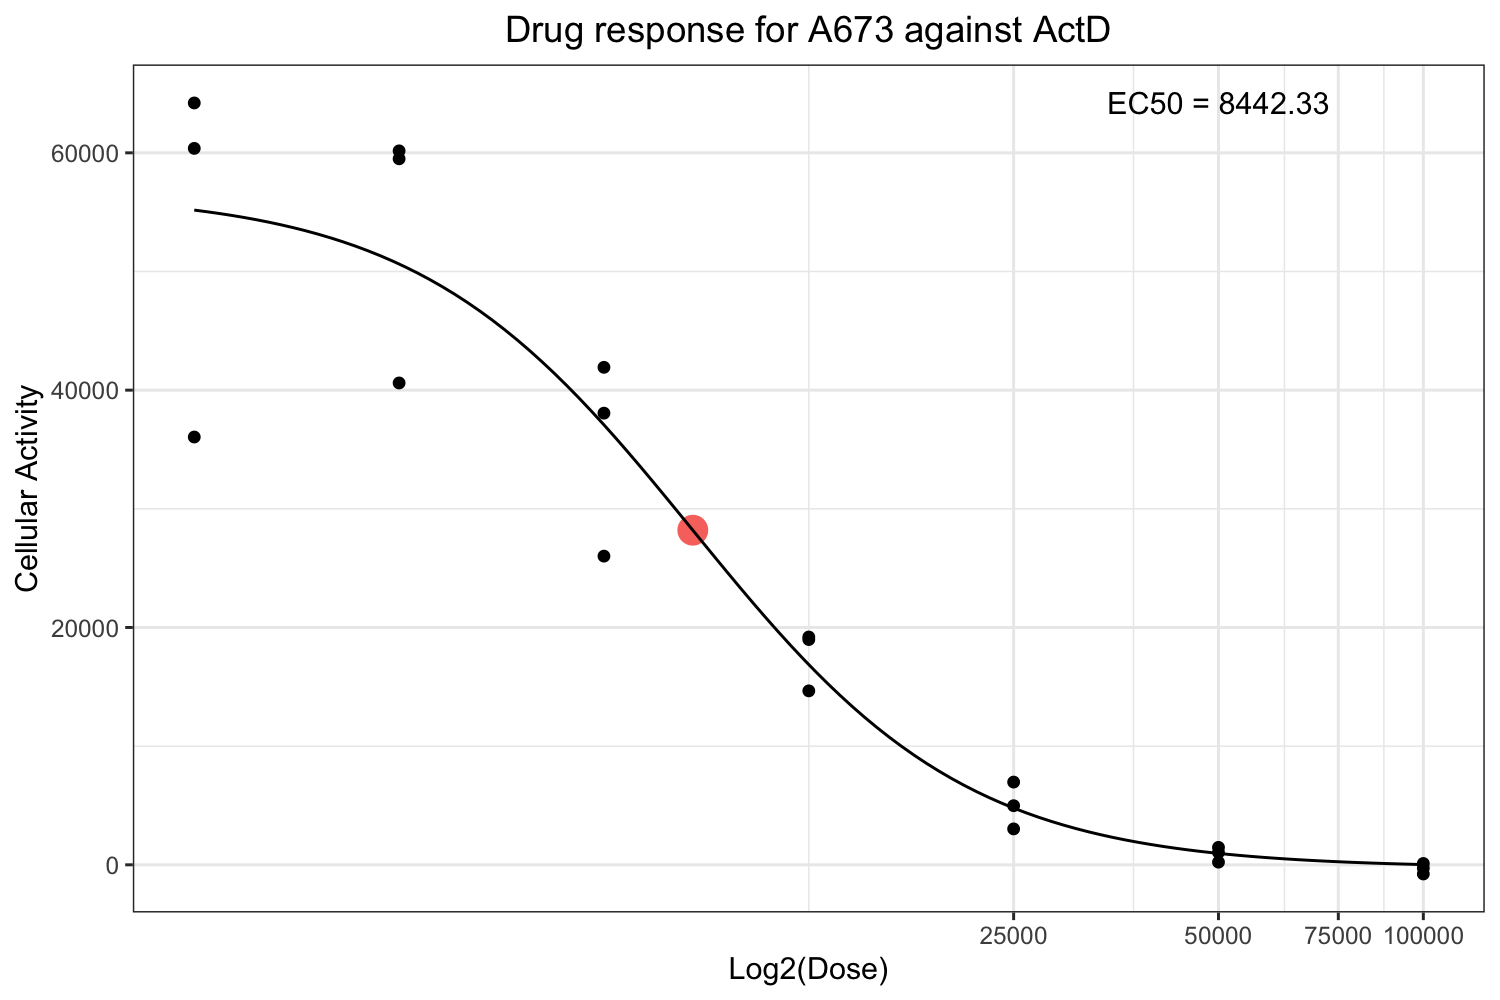 Drug response for A673 against ActD
EC50 = 8442.33
60000
40000
20000
0
Cellular Activity
25000 50000 75000 100000
Log2(Dose)